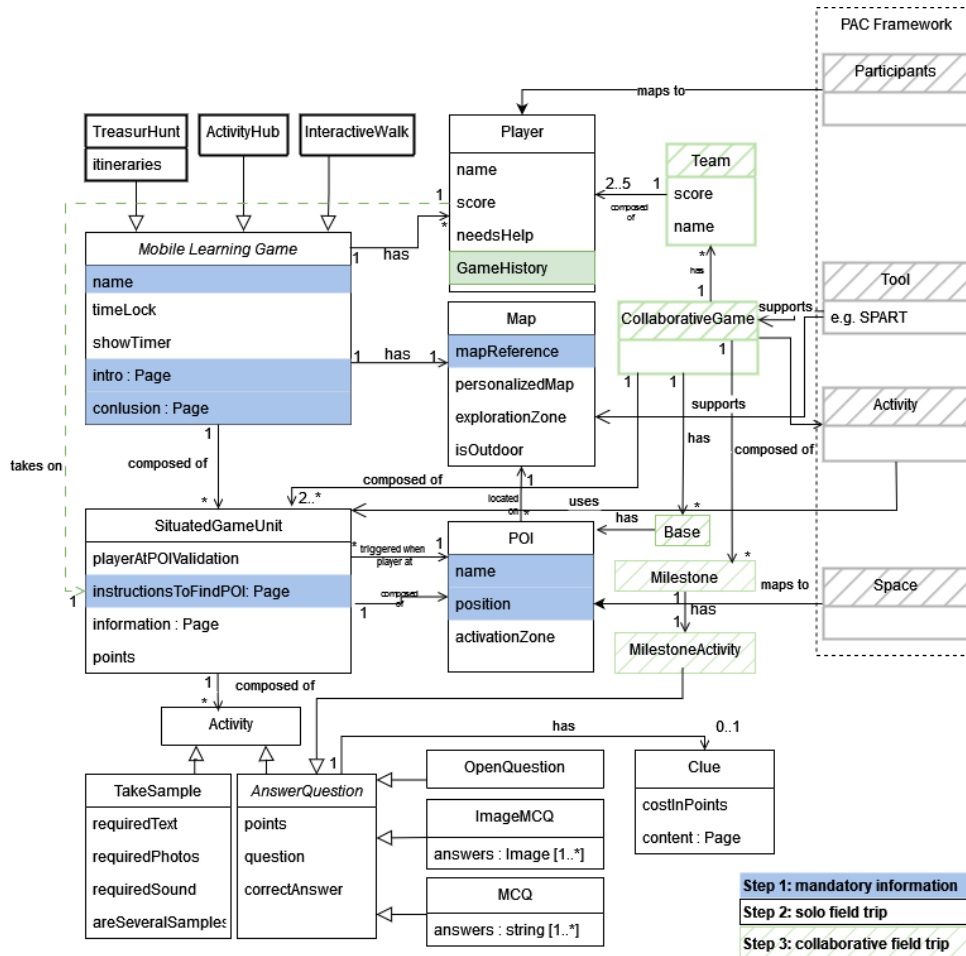 PAC Framework
Participants
maps to
TreasurHunt
itineraries
ActivityHub
InteractiveWalk
Player
name
score
needsHelp
GameHistory
Team
score
name
2..5
1
composed
of
1
*
has
1
*
has
1
Mobile Learning Game
name
timeLock
showTimer
intro : Page
conlusion : Page
Map
mapReference
personalizedMap
explorationZone
isOutdoor
1
has
1
CollaborativeGame
1
1
1
supports
Tool
e.g. SPART
supports
Activity
has
composed of
takes on
1
composed of
*
composed of
2..*
1
located
on
*
uses
*
has
Base
SituatedGameUnit
playerAtPOIValidation
instructionsToFindPOI: Page
information : Page
points
1
*
triggered when
player at
1
1
composed
of
POI
name
position
activationZone
*
Milestone
1
has
1
MilestoneActivity
maps to
Space
1
composed of
*
Activity
has
0..1
1
TakeSample
requiredText
requiredPhotos
requiredSound
areSeveralSamples
AnswerQuestion
points
question
correctAnswer
OpenQuestion
ImageMCQ
answers : Image [1..*]
MCQ
answers : string [1..*]
Clue
costInPoints
content : Page
Step 1: mandatory information
Step 2: solo field trip
Step 3: collaborative field trip